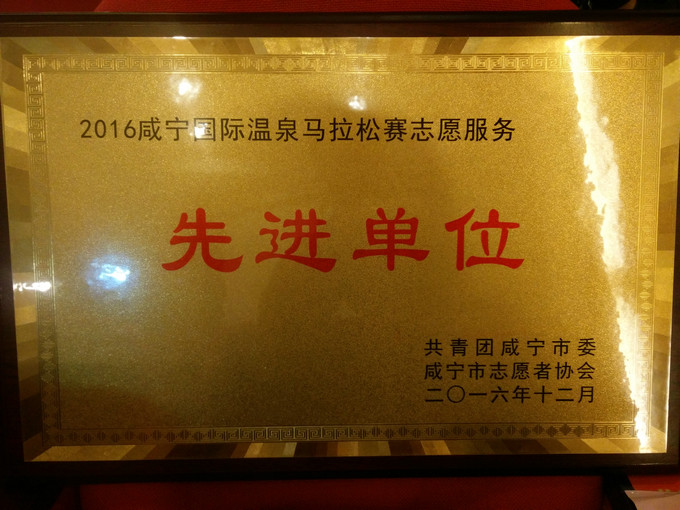 2016咸宁国际温泉马拉松赛志愿服务
先进单位
共青团咸宁市委
咸宁市志愿者协会
二〇一六年十二月